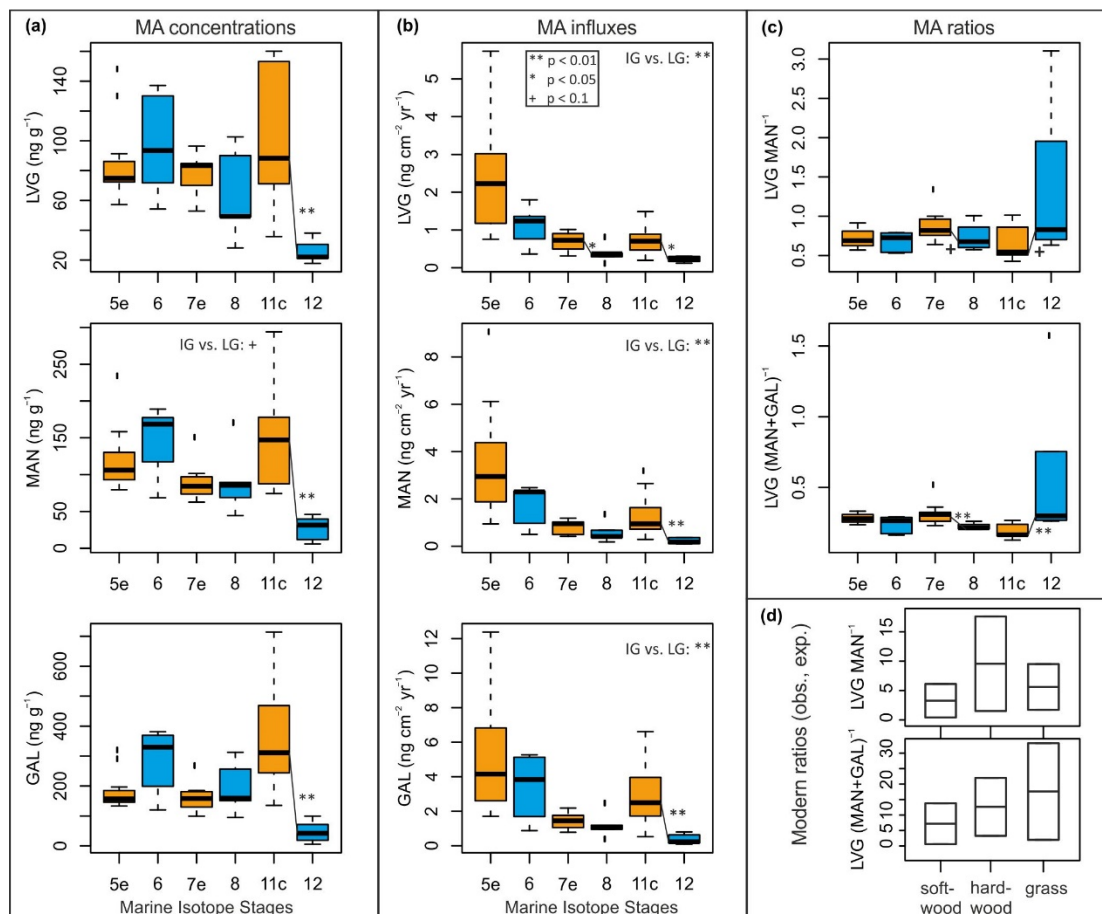 (a) MA concentrations
LVG (ng g⁻¹)
140
100
60
20
**
5e 6 7e 8 11c 12
IG vs. LG: +
MAN (ng g⁻¹)
250
150
50
0
**
5e 6 7e 8 11c 12
GAL (ng g⁻¹)
600
400
200
0
**
5e 6 7e 8 11c 12
Marine Isotope Stages
(b) MA influxes
** p < 0.01
* p < 0.05
+ p < 0.1
IG vs. LG: **
LVG (ng cm⁻² yr⁻¹)
5
4
3
2
1
0
* *
5e 6 7e 8 11c 12
IG vs. LG: **
MAN (ng cm⁻² yr⁻¹)
8
6
4
2
0
**
5e 6 7e 8 11c 12
IG vs. LG: **
GAL (ng cm⁻² yr⁻¹)
12
10
8
6
4
2
0
**
5e 6 7e 8 11c 12
Marine Isotope Stages
(c) MA ratios
LVG MAN⁻¹
3.0
2.5
2.0
1.5
1.0
0.5
+ +
5e 6 7e 8 11c 12
LVG (MAN+GAL)⁻¹
1.5
1.0
0.5
** **
5e 6 7e 8 11c 12
(d)
Modern ratios (obs., exp.)
LVG MAN⁻¹
15
10
5
0
LVG (MAN+GAL)⁻¹
30
20
10
5
0
soft-
wood
hard-
wood
grass